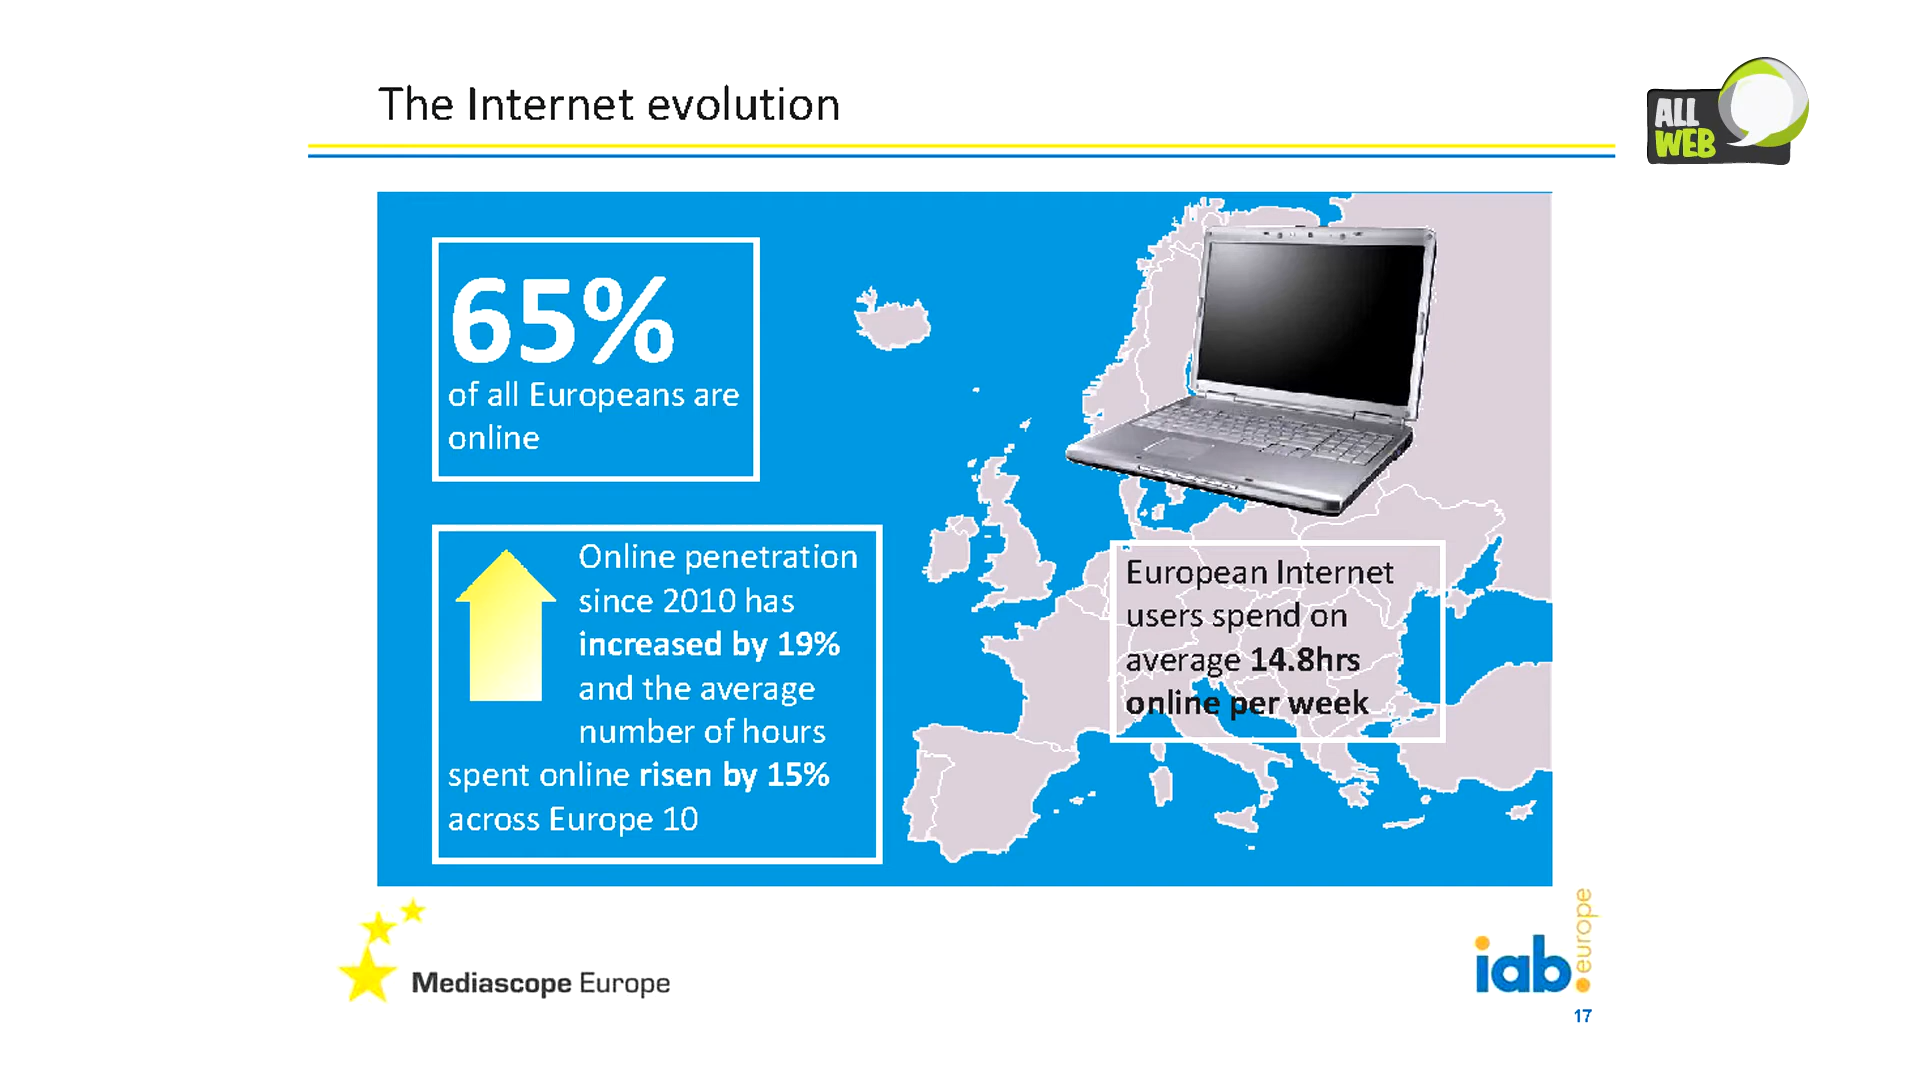 The Internet evolution
ALL
WEB
65%
of all Europeans are
online
Online penetration
since 2010 has
increased by 19%
and the average
number of hours
spent online risen by 15%
across Europe 10
European Internet
users spend on
average 14.8hrs
online per week
Mediascope Europe
iab.
europe
17